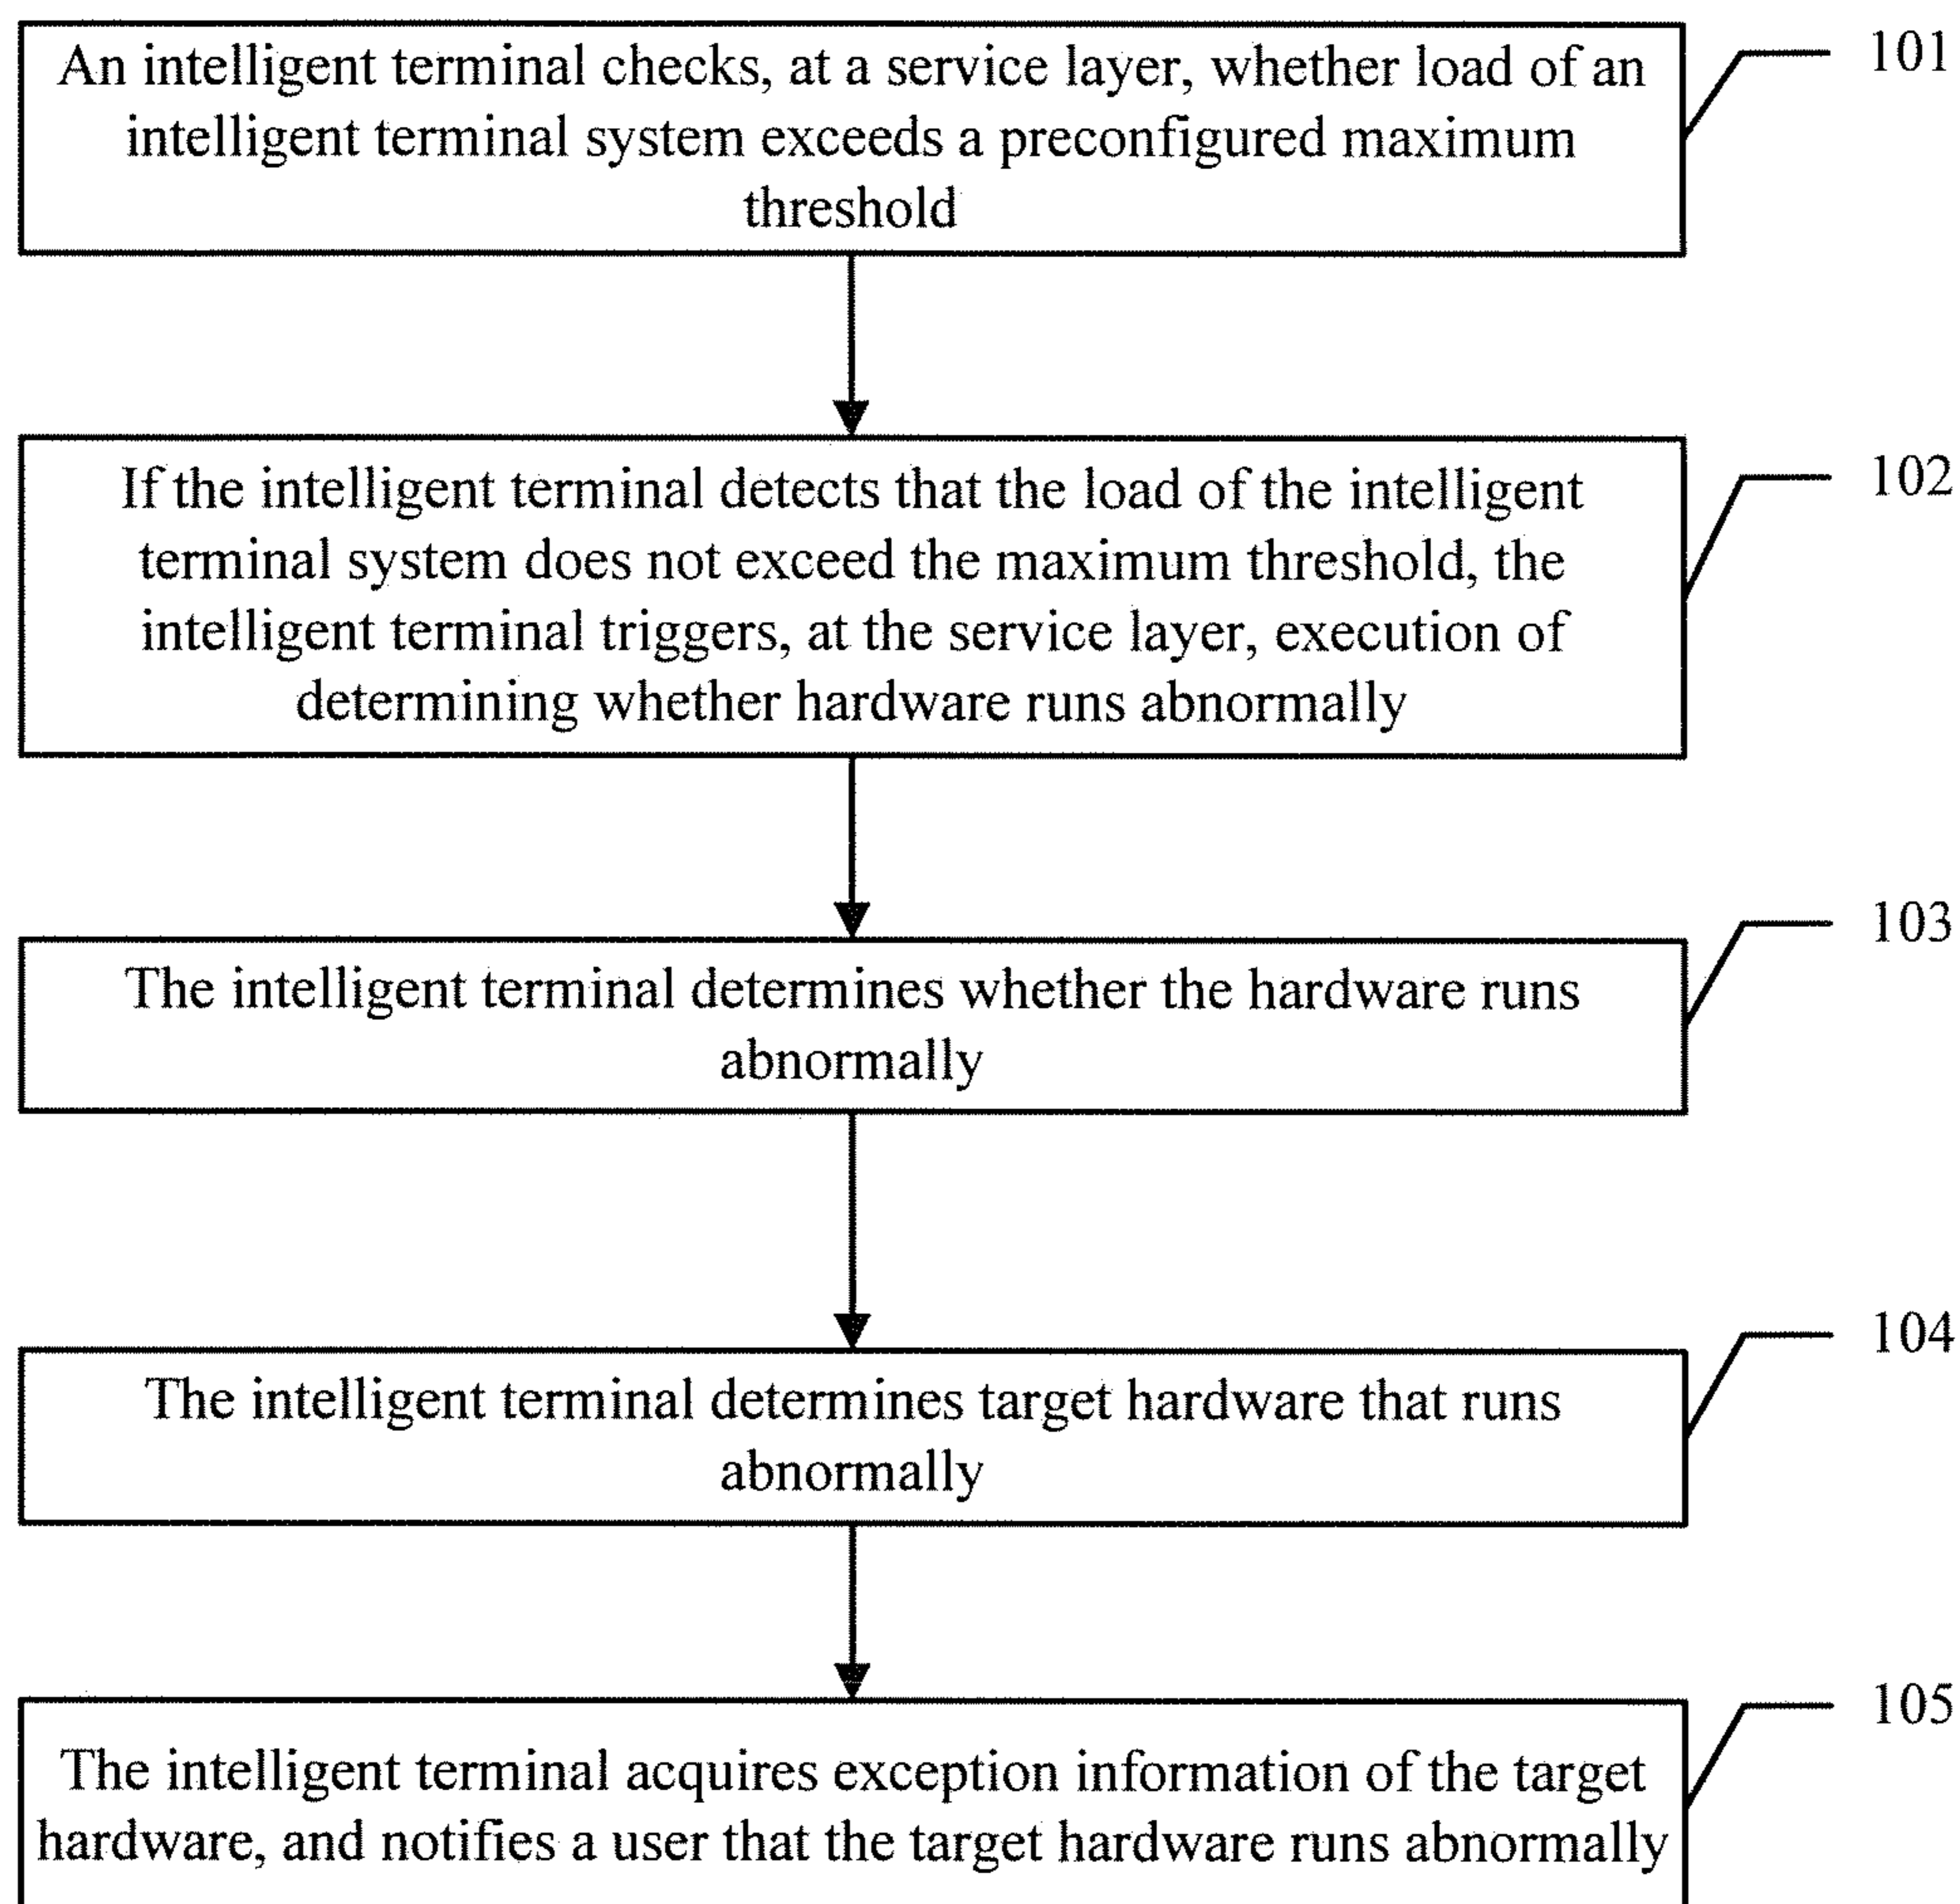 An intelligent terminal checks, at a service layer, whether load of an
intelligent terminal system exceeds a preconfigured maximum
threshold
101
If the intelligent terminal detects that the load of the intelligent
terminal system does not exceed the maximum threshold, the
intelligent terminal triggers, at the service layer, execution of
determining whether hardware runs abnormally
102
The intelligent terminal determines whether the hardware runs
abnormally
103
The intelligent terminal determines target hardware that runs
abnormally
104
The intelligent terminal acquires exception information of the target
hardware, and notifies a user that the target hardware runs abnormally
105